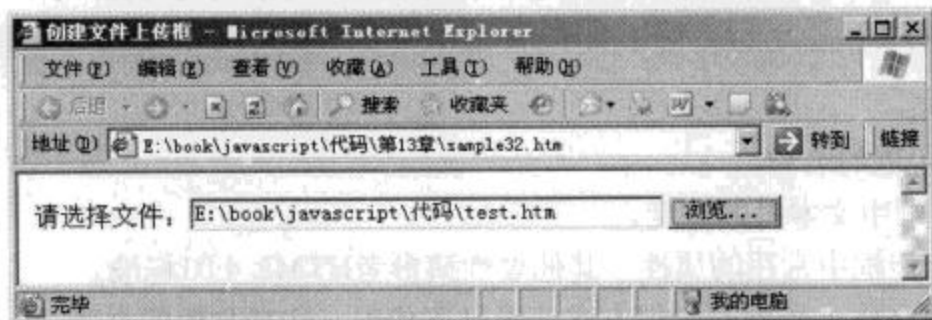 创建文件上传框 - Microsoft Internet Explorer
文件(F) 编辑(E) 查看(V) 收藏(A) 工具(T) 帮助(H)
后退 搜索 收藏夹
地址(D) E:\book\javascript\代码\第13章\sample32.htm 转到 链接
请选择文件：E:\book\javascript\代码\test.htm 浏览...
完毕 我的电脑